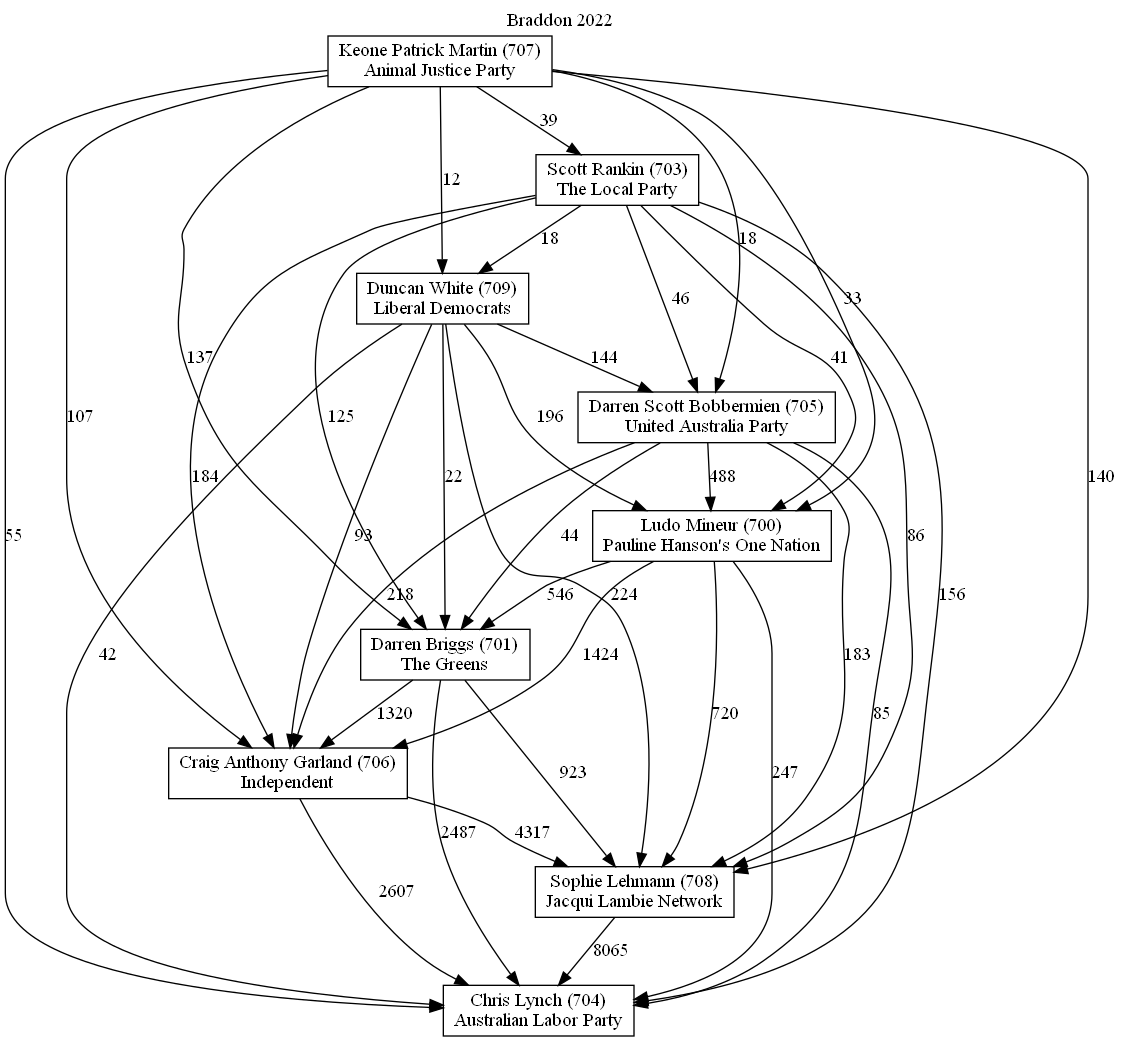 Braddon 2022
Keone Patrick Martin (707)
Animal Justice Party
39
Scott Rankin (703)
The Local Party
12
18
18
Duncan White (709)
Liberal Democrats
46
33
137
144
41
Darren Scott Bobbermien (705)
United Australia Party
107
125
196
184
22
488
140
Ludo Mineur (700)
Pauline Hanson's One Nation
55
93
44
86
218
546
224
156
Darren Briggs (701)
The Greens
42
1424
183
1320
720
85
Craig Anthony Garland (706)
Independent
923
247
2487
4317
Sophie Lehmann (708)
Jacqui Lambie Network
2607
8065
Chris Lynch (704)
Australian Labor Party